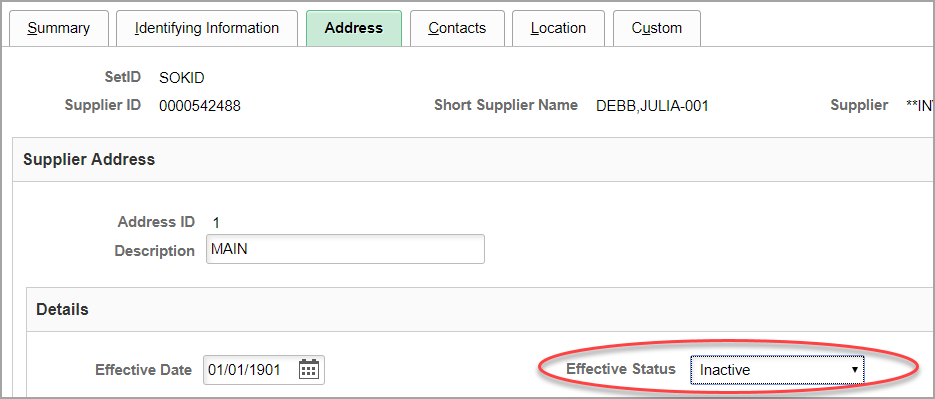 Summary Identifying Information Address Contacts Location Custom
SetID SOKID
Supplier ID 0000542488 Short Supplier Name DEBB,JULIA-001 Supplier **IN
Supplier Address
Address ID 1
Description MAIN
Details
Effective Date 01/01/1901 Effective Status Inactive